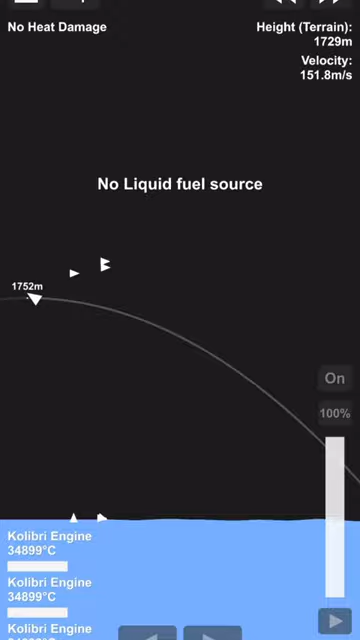 No Heat Damage
Height (Terrain):
1729m
Velocity:
151.8m/s
No Liquid fuel source
1752m
On
100%
Kolibri Engine
34899°C
Kolibri Engine
34899°C
Kolibri Engine